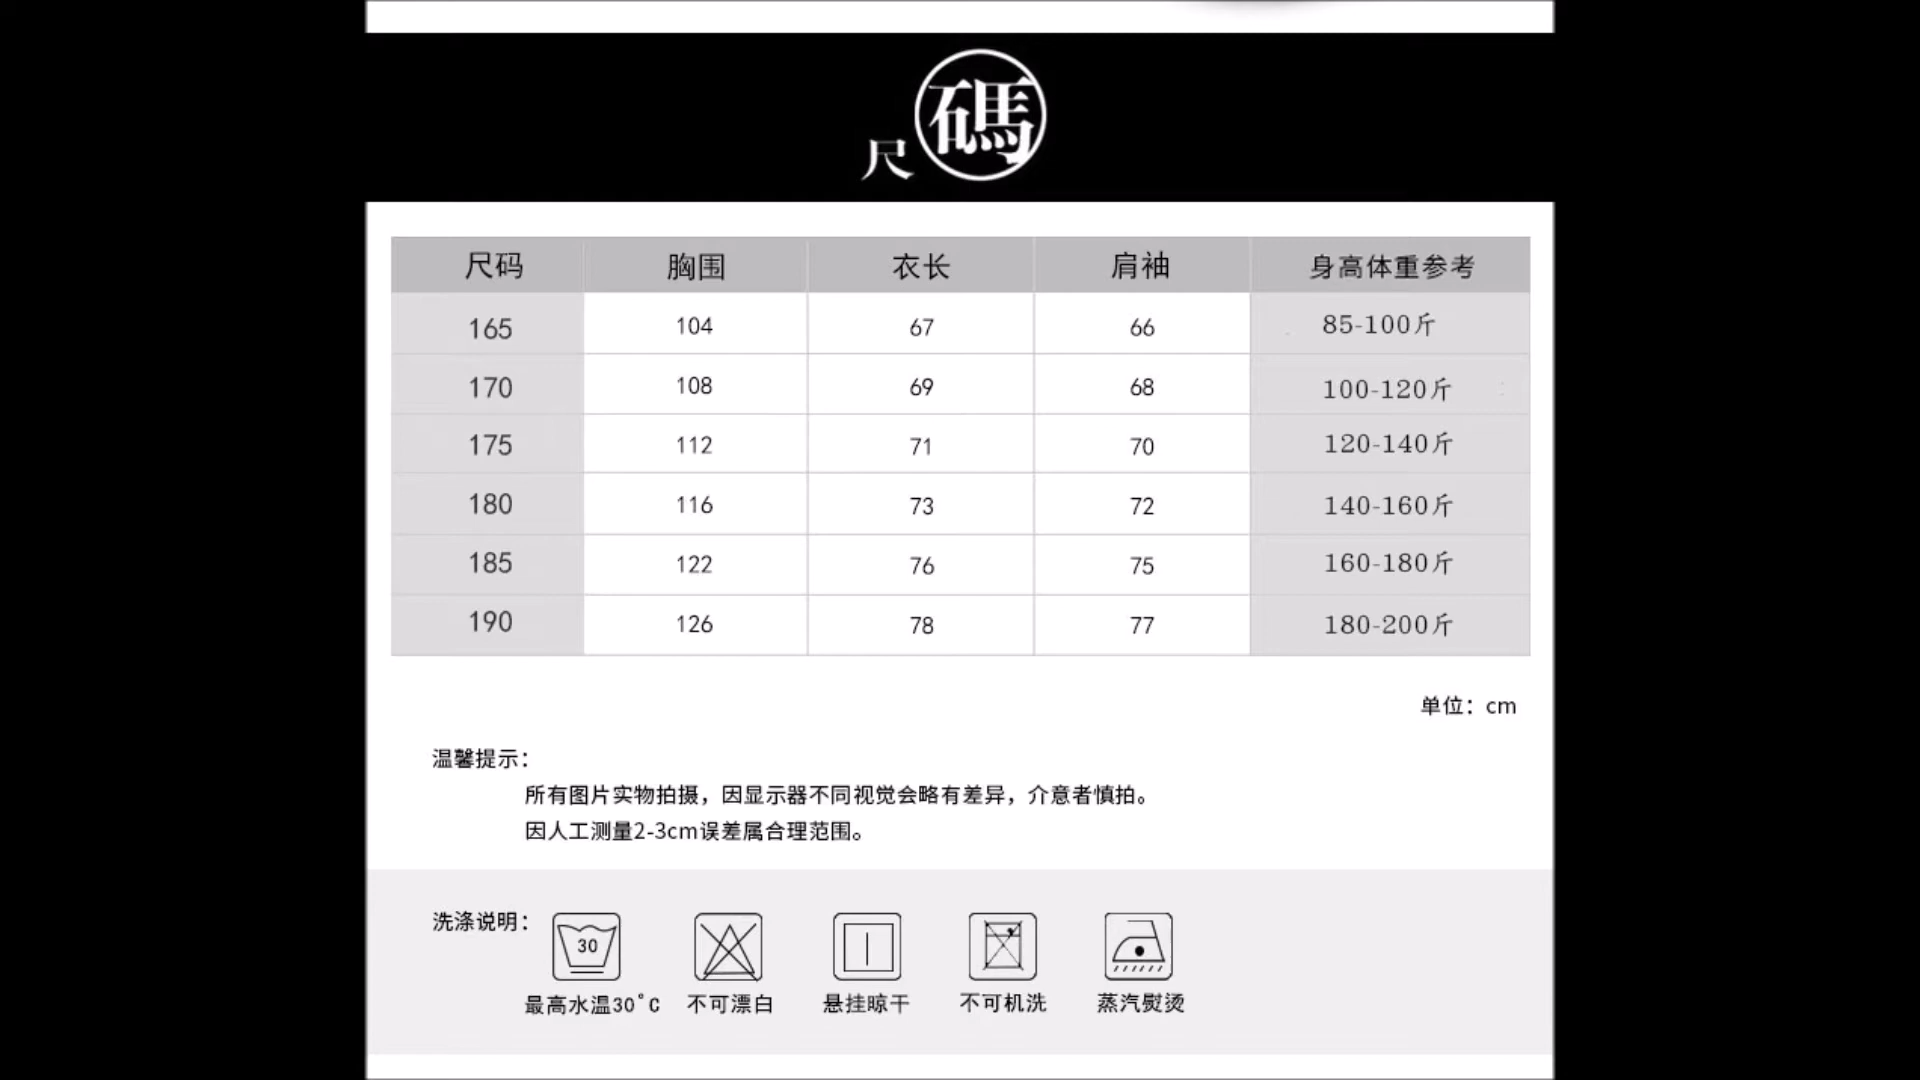 尺碼
尺码 胸围 衣长 肩袖 身高体重参考
165 104 67 66 85-100斤
170 108 69 68 100-120斤
175 112 71 70 120-140斤
180 116 73 72 140-160斤
185 122 76 75 160-180斤
190 126 78 77 180-200斤
单位：cm
温馨提示：
所有图片实物拍摄，因显示器不同视觉会略有差异，介意者慎拍。
因人工测量2-3cm误差属合理范围。
洗涤说明：
30
最高水温30°C 不可漂白 悬挂晾干 不可机洗 蒸汽熨烫